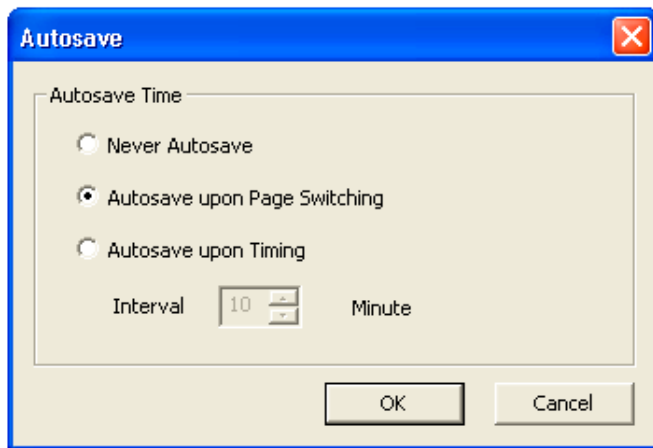 Autosave
Autosave Time
Never Autosave
Autosave upon Page Switching
Autosave upon Timing
Interval 10 Minute
OK Cancel